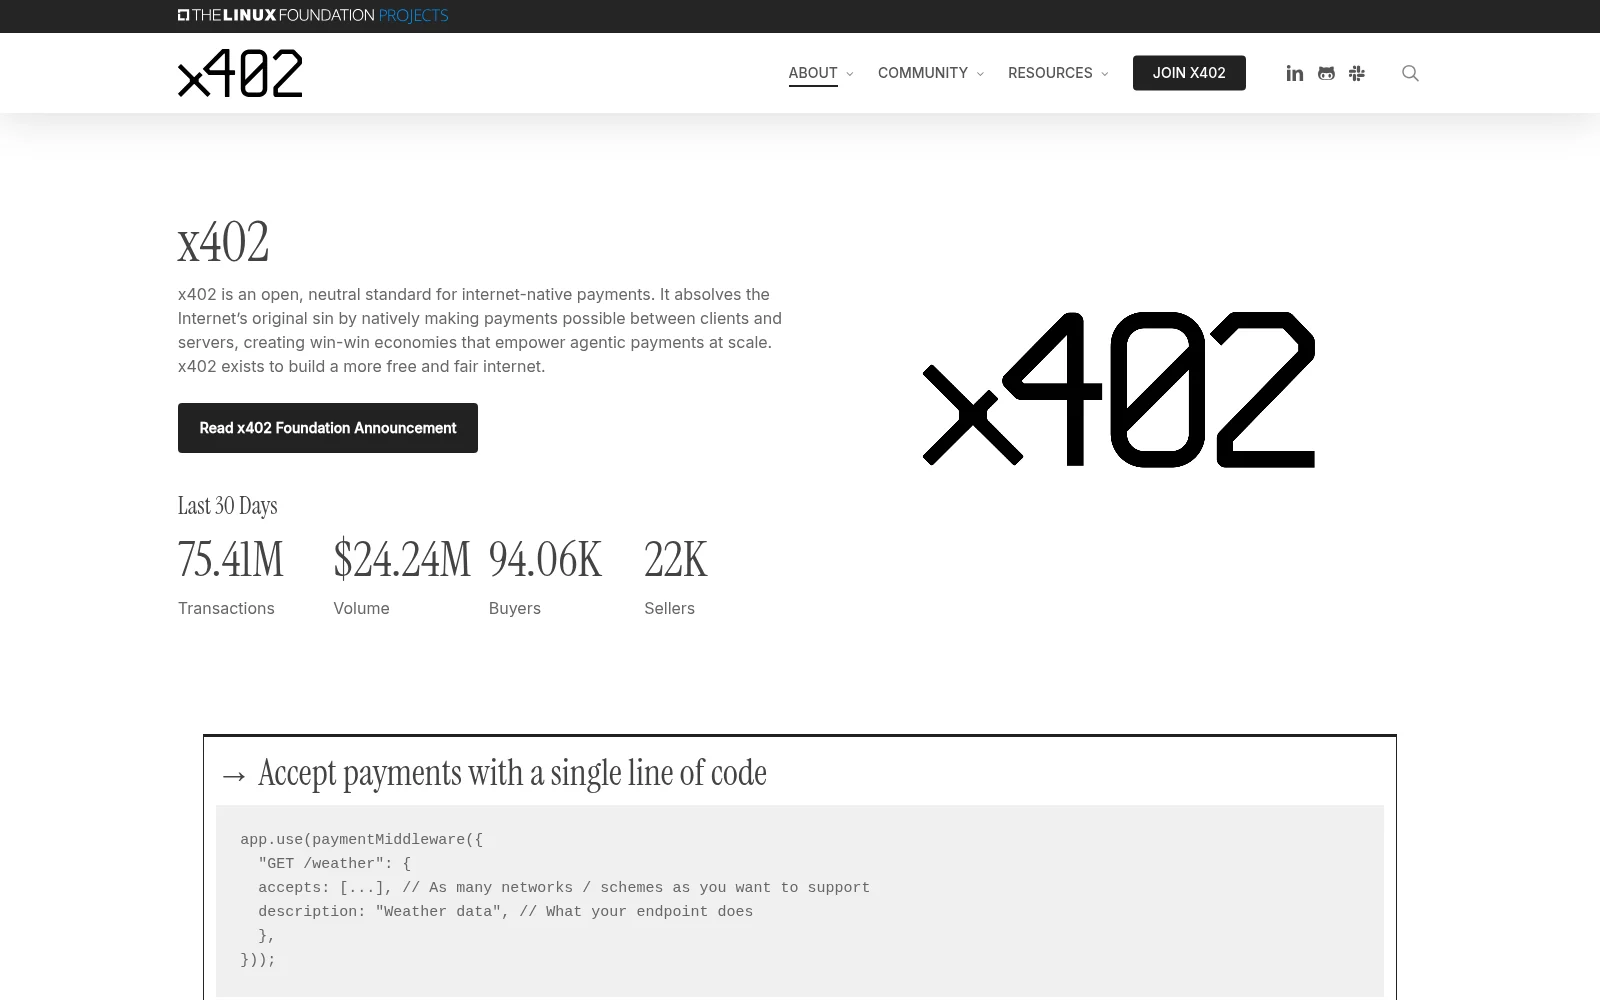 THE LINUX FOUNDATION PROJECTS
x402
ABOUT
COMMUNITY
RESOURCES
JOIN X402
x402
x402 is an open, neutral standard for internet-native payments. It absolves the
Internet’s original sin by natively making payments possible between clients and
servers, creating win-win economies that empower agentic payments at scale.
x402 exists to build a more free and fair internet.
Read x402 Foundation Announcement
x402
Last 30 Days
75.41M $24.24M 94.06K 22K
Transactions Volume Buyers Sellers
→ Accept payments with a single line of code
app.use(paymentMiddleware({
  "GET /weather": {
  accepts: [...], // As many networks / schemes as you want to support
  description: "Weather data", // What your endpoint does
  },
}));